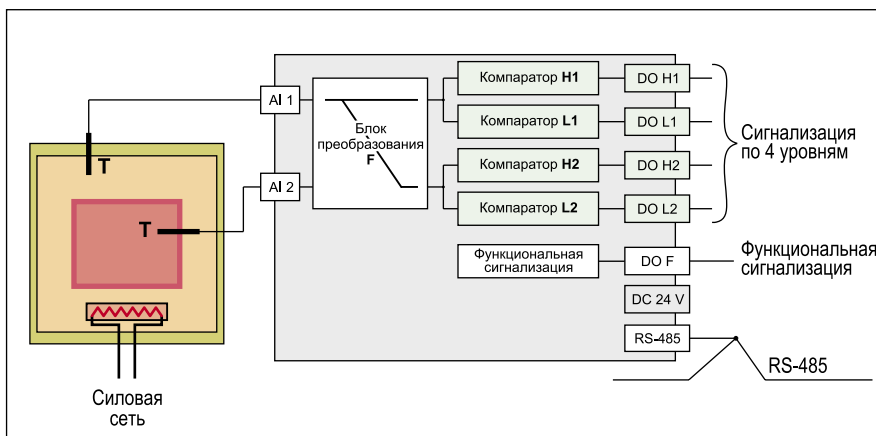 AI 1
AI 2
T
T
Силовая
сеть
Блок
преобразования
F
Компаратор H1
Компаратор L1
Компаратор H2
Компаратор L2
Функциональная
сигнализация
DO H1
DO L1
DO H2
DO L2
DO F
DC 24 V
RS-485
Сигнализация
по 4 уровням
Функциональная
сигнализация
RS-485